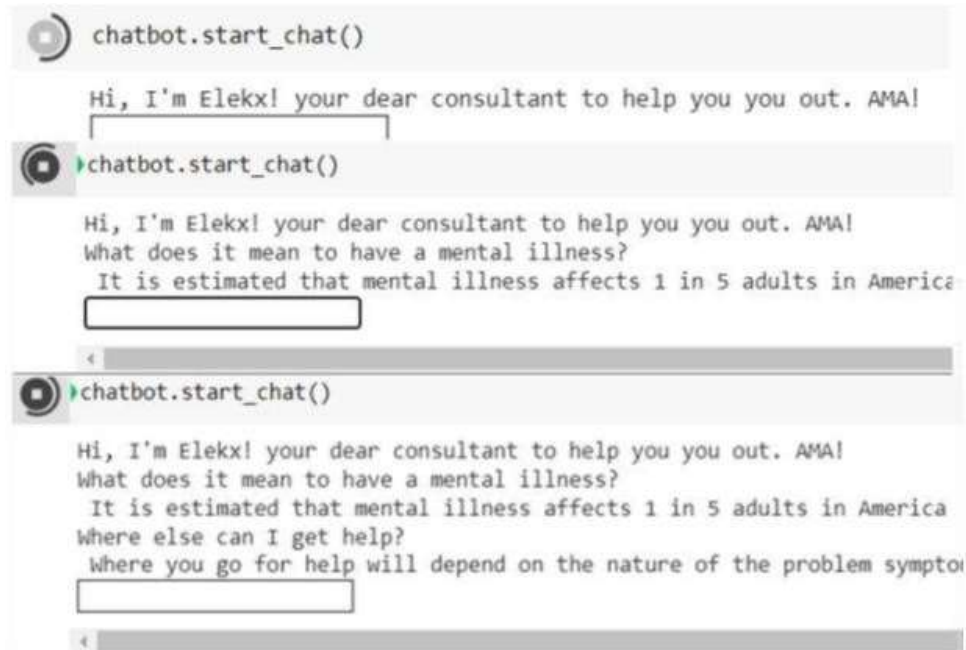 chatbot.start_chat()
Hi, I'm Elekx! your dear consultant to help you you out. AMA!
chatbot.start_chat()
Hi, I'm Elekx! your dear consultant to help you you out. AMA!
What does it mean to have a mental illness?
It is estimated that mental illness affects 1 in 5 adults in America
chatbot.start_chat()
Hi, I'm Elekx! your dear consultant to help you you out. AMA!
What does it mean to have a mental illness?
It is estimated that mental illness affects 1 in 5 adults in America
Where else can I get help?
Where you go for help will depend on the nature of the problem